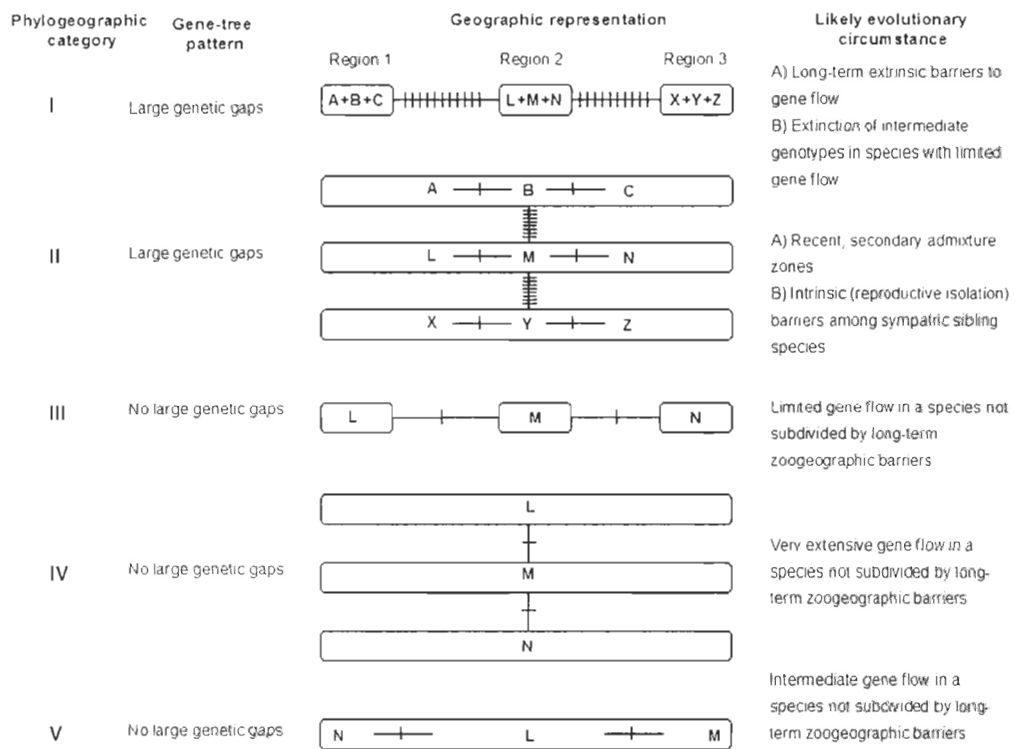 Phylogeographic category
Gene-tree pattern
Geographic representation
Likely evolutionary circumstance
Region 1
Region 2
Region 3
I
Large genetic gaps
A+B+C
L+M+N
X+Y+Z
A) Long-term extrinsic barriers to
gene flow
B) Extinction of intermediate
genotypes in species with limited
gene flow
A
B
C
II
Large genetic gaps
L
M
N
X
Y
Z
A) Recent, secondary admixture
zones
B) Intrinsic (reproductive isolation)
barriers among sympatric sibling
species
III
No large genetic gaps
L
M
N
Limited gene flow in a species not
subdivided by long-term
zoogeographic barriers
L
IV
No large genetic gaps
M
N
Very extensive gene flow in a
species not subdivided by long-
term zoogeographic barriers
V
No large genetic gaps
N
L
M
Intermediate gene flow in a
species not subdivided by long-
term zoogeographic barriers